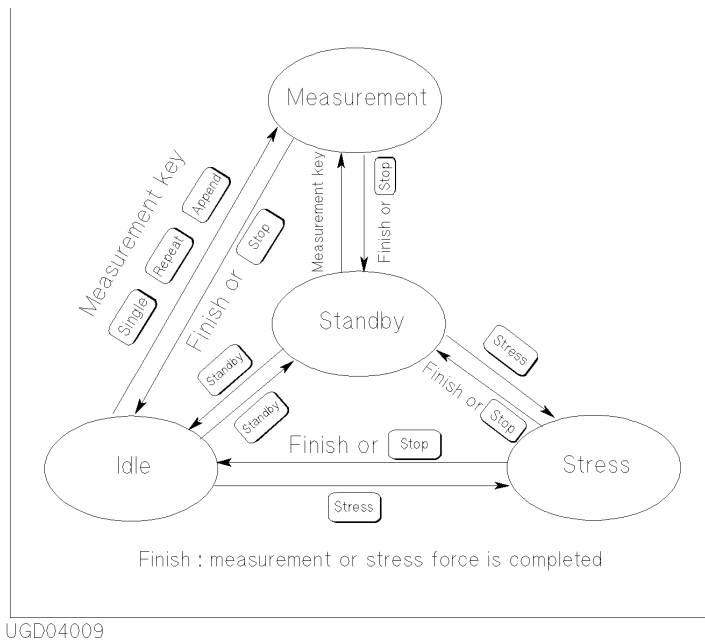 Measurement
Measurement key
Single
Repeat
Append
Finish or Stop
Measurement key
Finish or Stop
Standby
Standby
Standby
Stress
Finish or Stop
Idle
Finish or Stop
Stress
Stress
Finish : measurement or stress force is completed
UGD04009